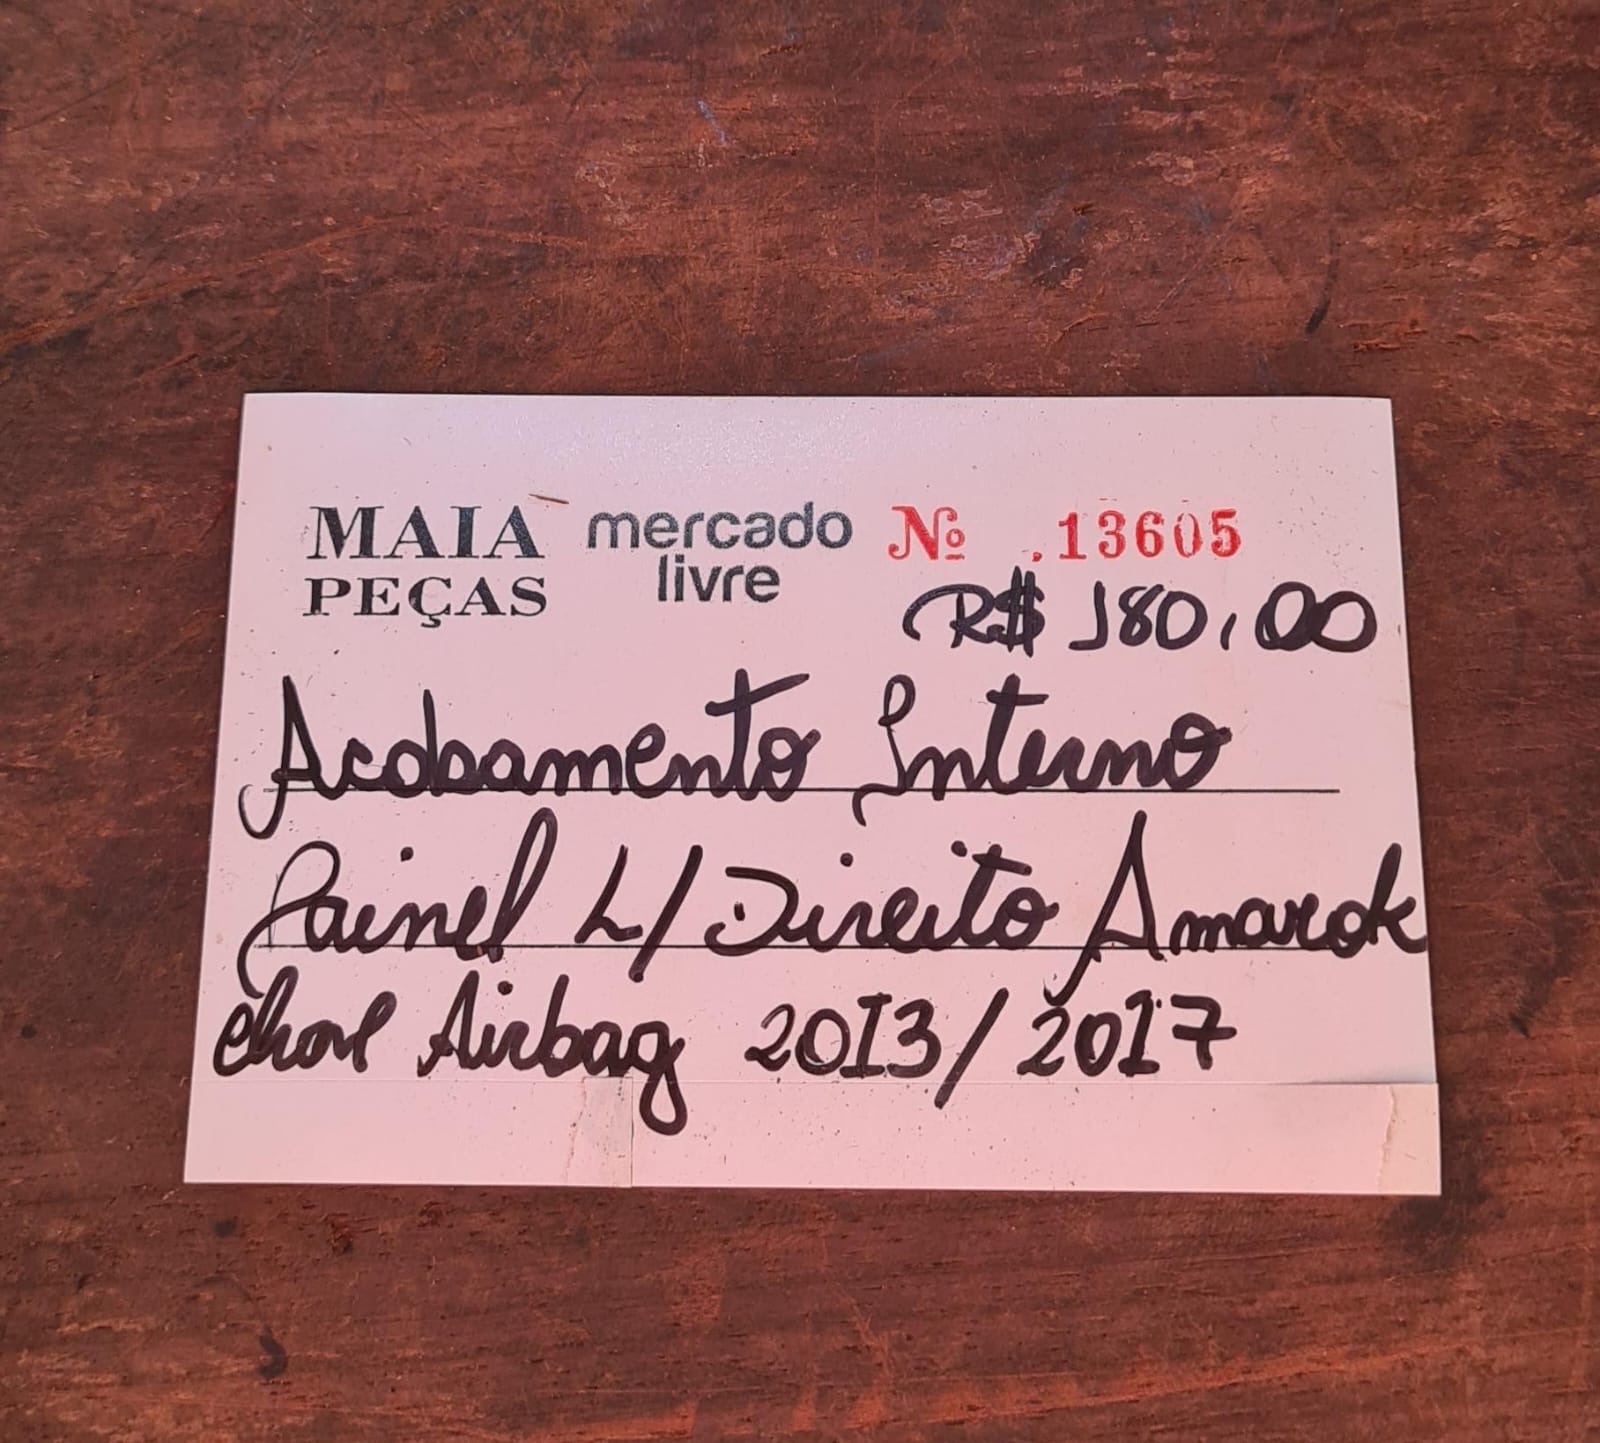 MAIA PEÇAS mercado livre Nº .13605
R$ 180,00
Acabamento Interno
Painel L/Direito Amarok
Airbag 2013/2017